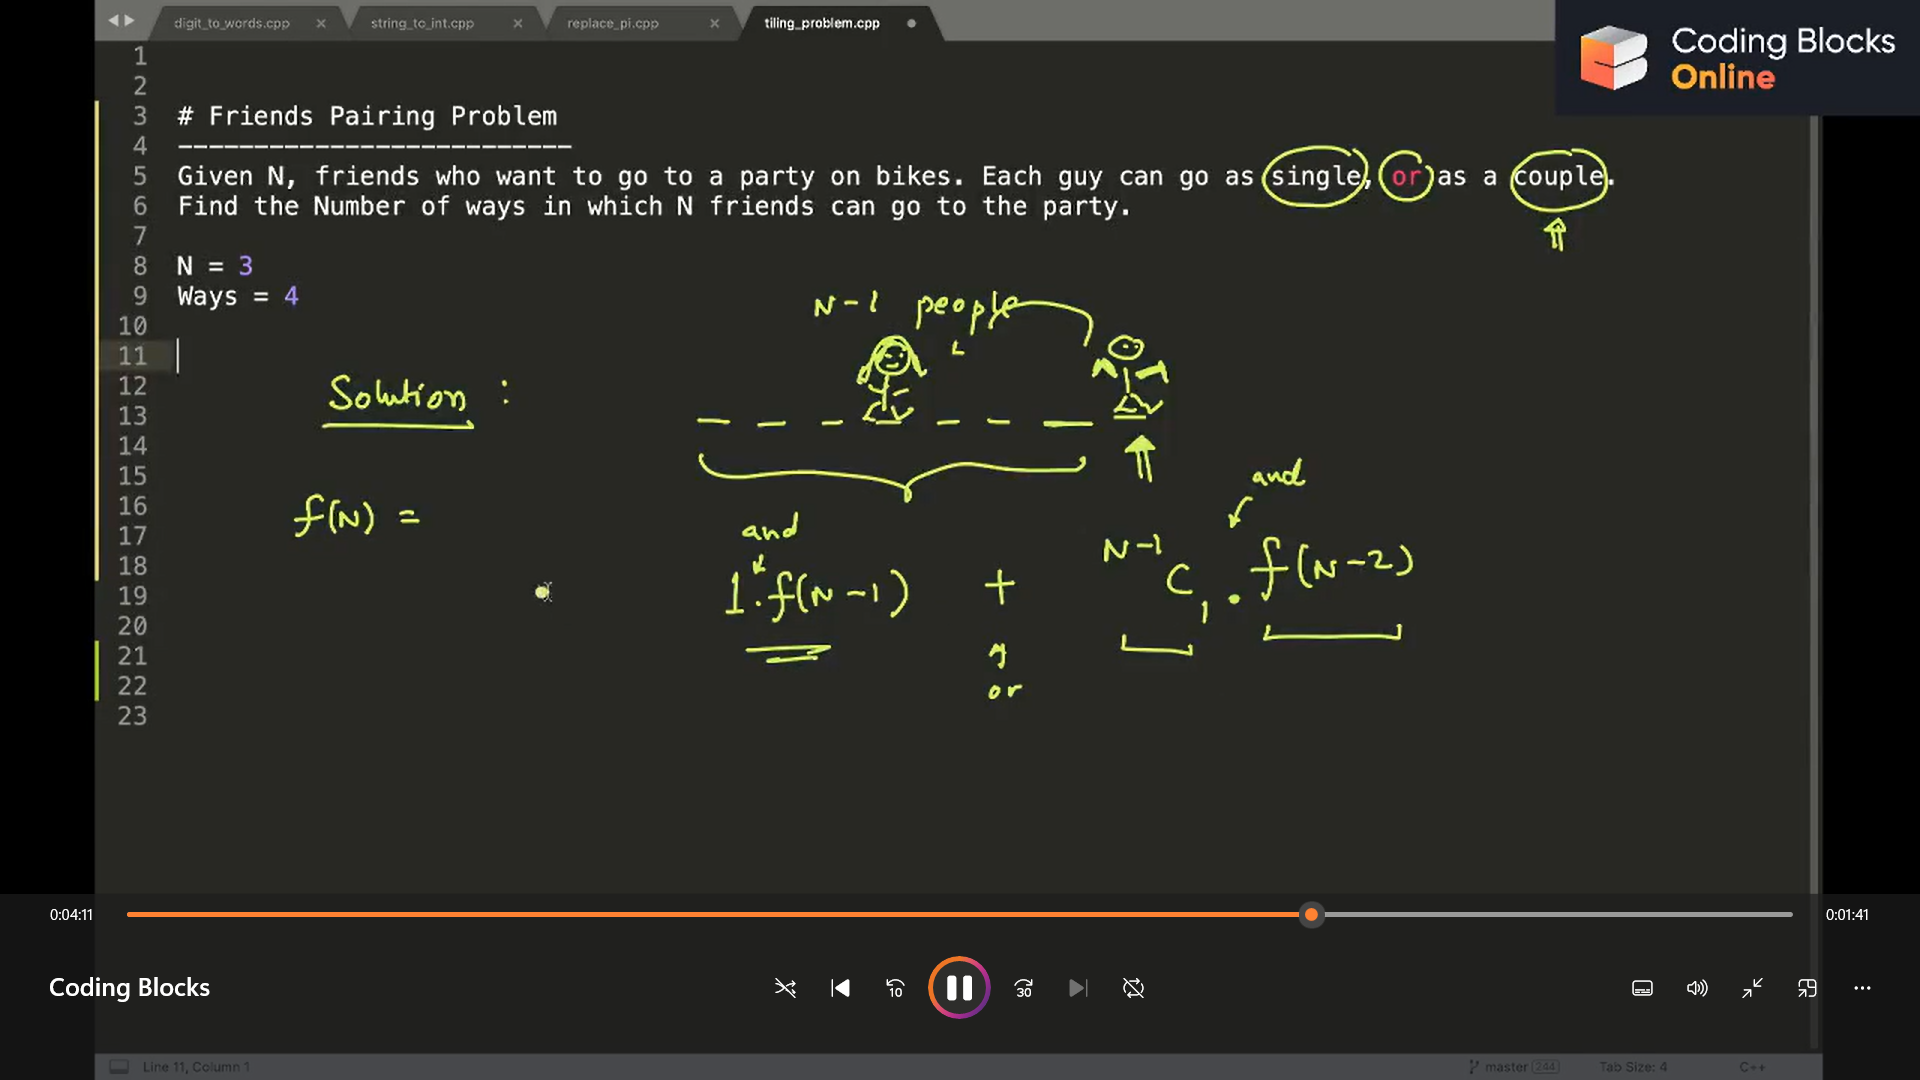 digit_to_words.cpp string_to_int.cpp replace_pi.cpp tiling_problem.cpp
Coding Blocks
Online
1
2
3 # Friends Pairing Problem
4 --------------------------
5 Given N, friends who want to go to a party on bikes. Each guy can go as single, or as a couple.
6 Find the Number of ways in which N friends can go to the party.
7
8 N = 3
9 Ways = 4
10
N-1 people
11
12
Solution :
13
14
15
and
16
f(N) =
17
and
18
19
1.f(N-1) + N-1C1 . f(N-2)
20
21
22
or
23
0:04:11 0:01:41
Coding Blocks
10 30
Line 11, Column 1 master 244 Tab Size: 4 C++